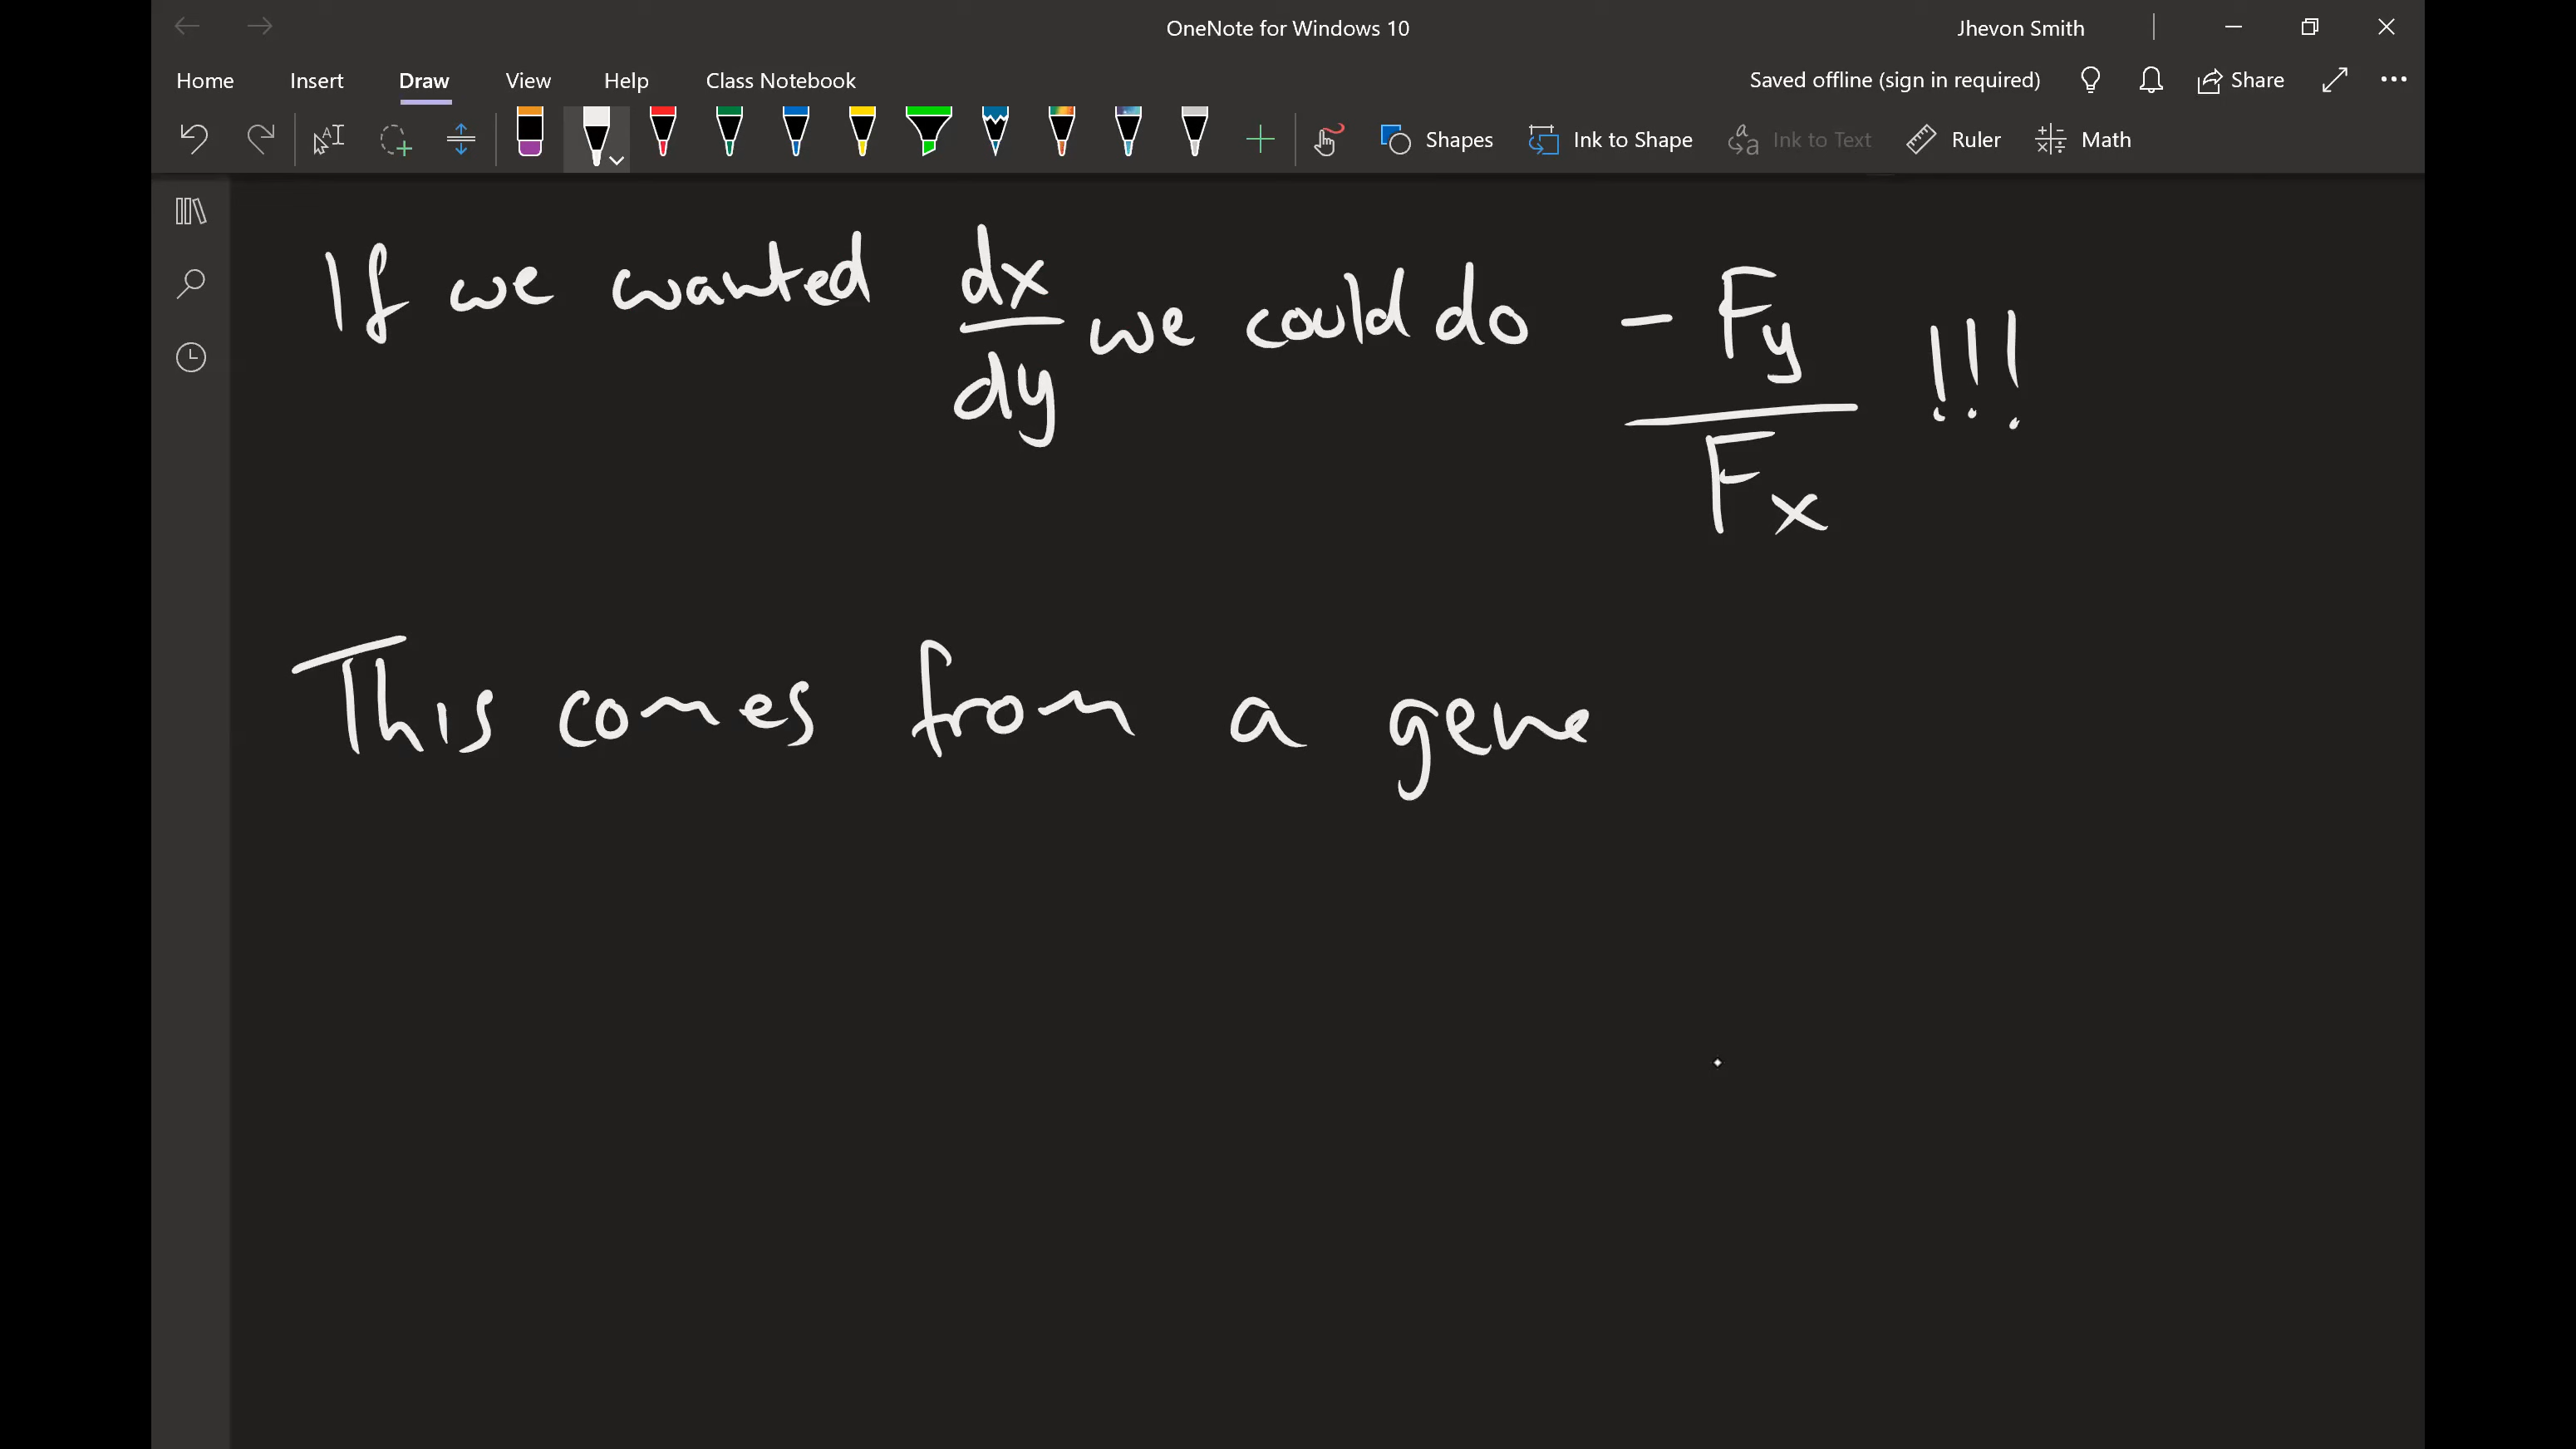 OneNote for Windows 10
Jhevon Smith
Home Insert Draw View Help Class Notebook
Saved offline (sign in required) Share
Shapes Ink to Shape Ink to Text Ruler Math
If we wanted dx/dy we could do -Fy/Fx !!!
This comes from a gene